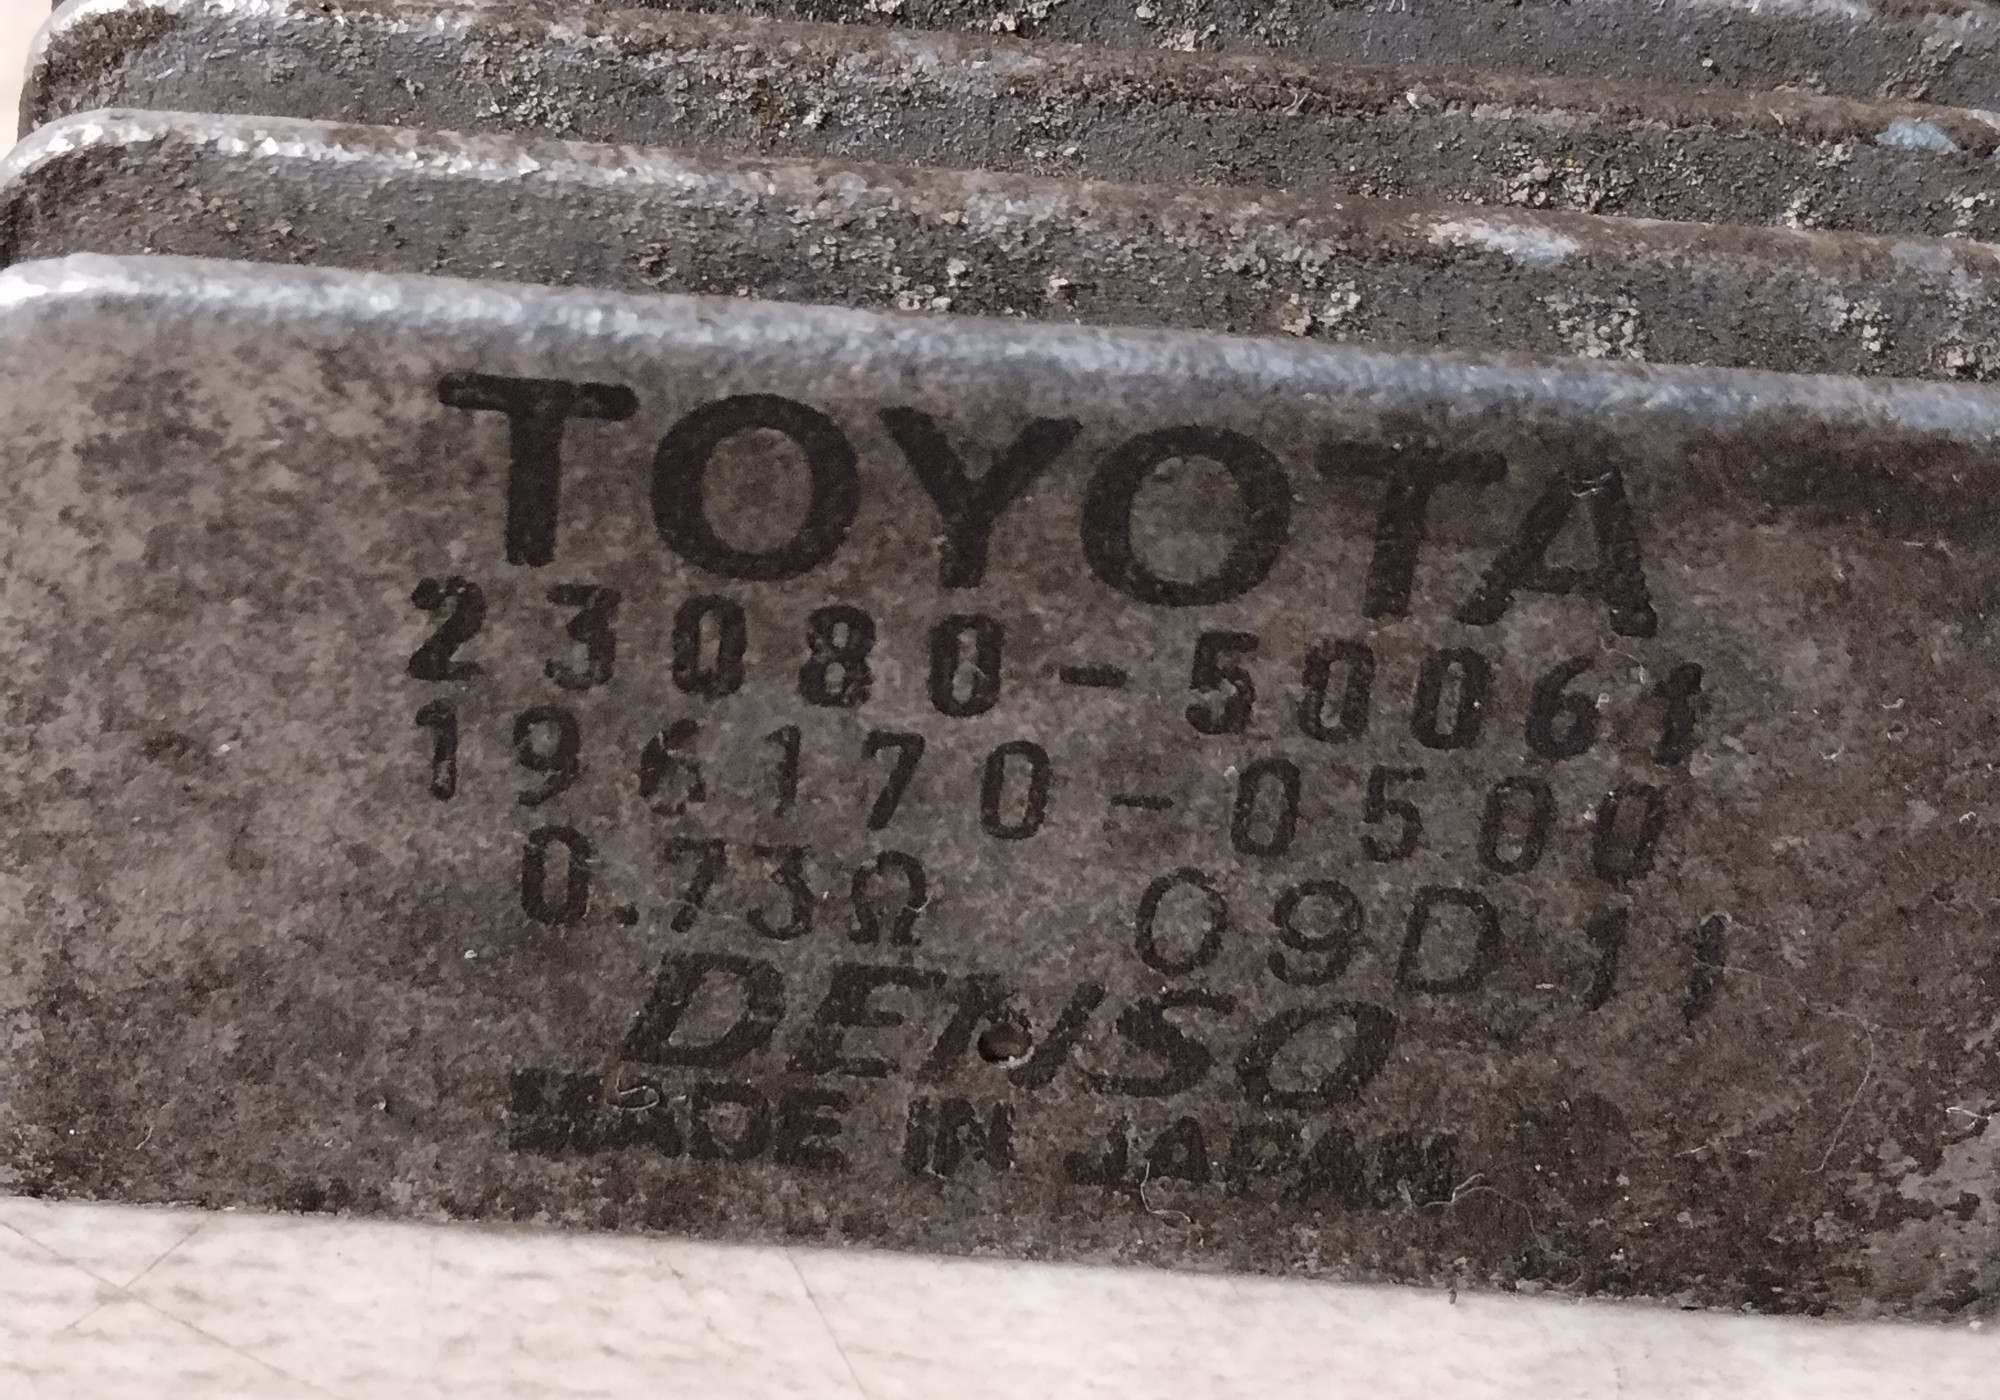 TOYOTA
23080-50061
196170-0500
0.73Ω 09D11
DENSO
MADE IN JAPAN